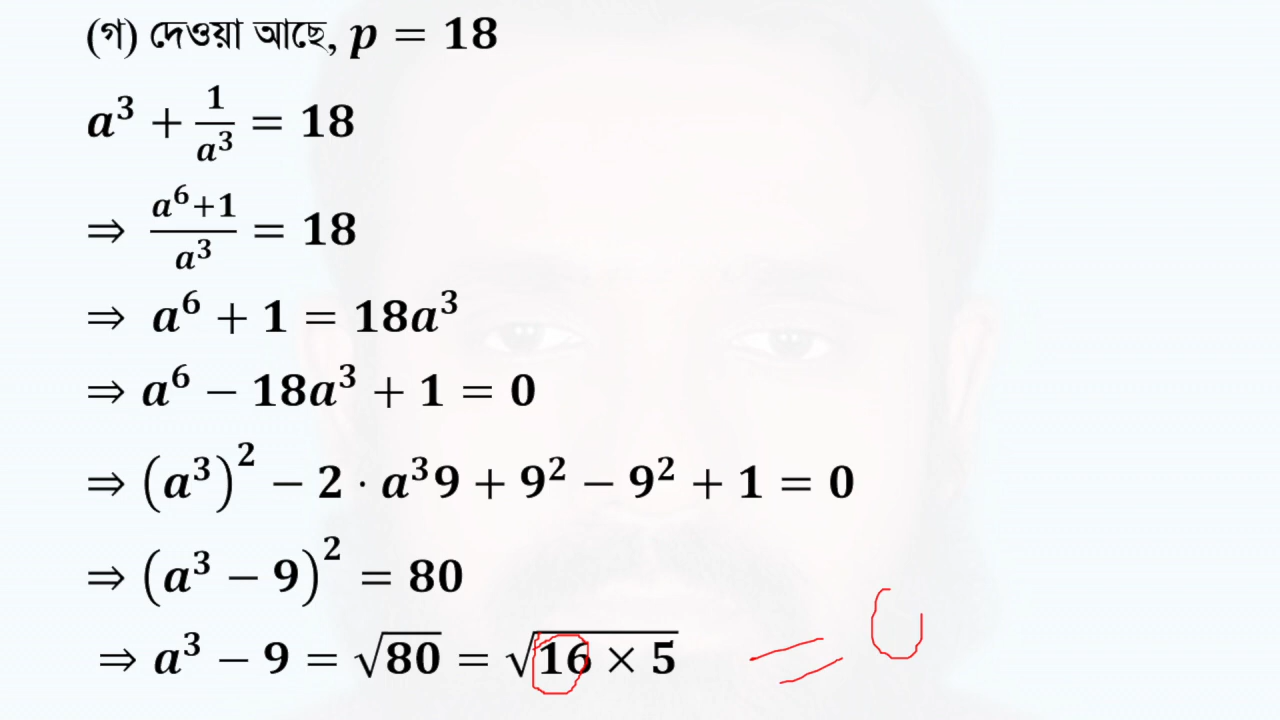 (গ) দেওয়া আছে, p = 18
a³ + 1/a³ = 18
⇒ (a⁶+1)/a³ = 18
⇒ a⁶ + 1 = 18a³
⇒ a⁶ − 18a³ + 1 = 0
⇒ (a³)² − 2 · a³9 + 9² − 9² + 1 = 0
⇒ (a³ − 9)² = 80
⇒ a³ − 9 = √80 = √(16 × 5) =